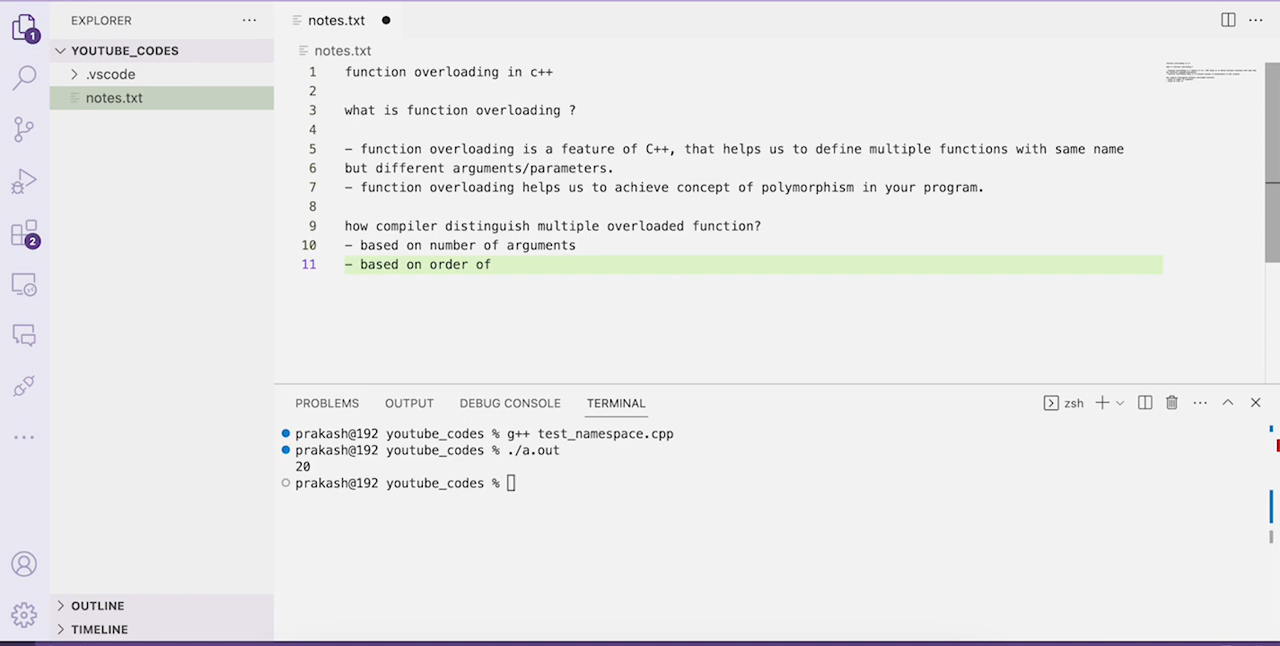 EXPLORER
YOUTUBE_CODES
.vscode
notes.txt
OUTLINE
TIMELINE
1
2
notes.txt
notes.txt
1 function overloading in c++
2
3 what is function overloading ?
4
5 - function overloading is a feature of C++, that helps us to define multiple functions with same name
6 but different arguments/parameters.
7 - function overloading helps us to achieve concept of polymorphism in your program.
8
9 how compiler distinguish multiple overloaded function?
10 - based on number of arguments
11 - based on order of
PROBLEMS OUTPUT DEBUG CONSOLE TERMINAL
zsh
prakash@192 youtube_codes % g++ test_namespace.cpp
prakash@192 youtube_codes % ./a.out
20
prakash@192 youtube_codes %